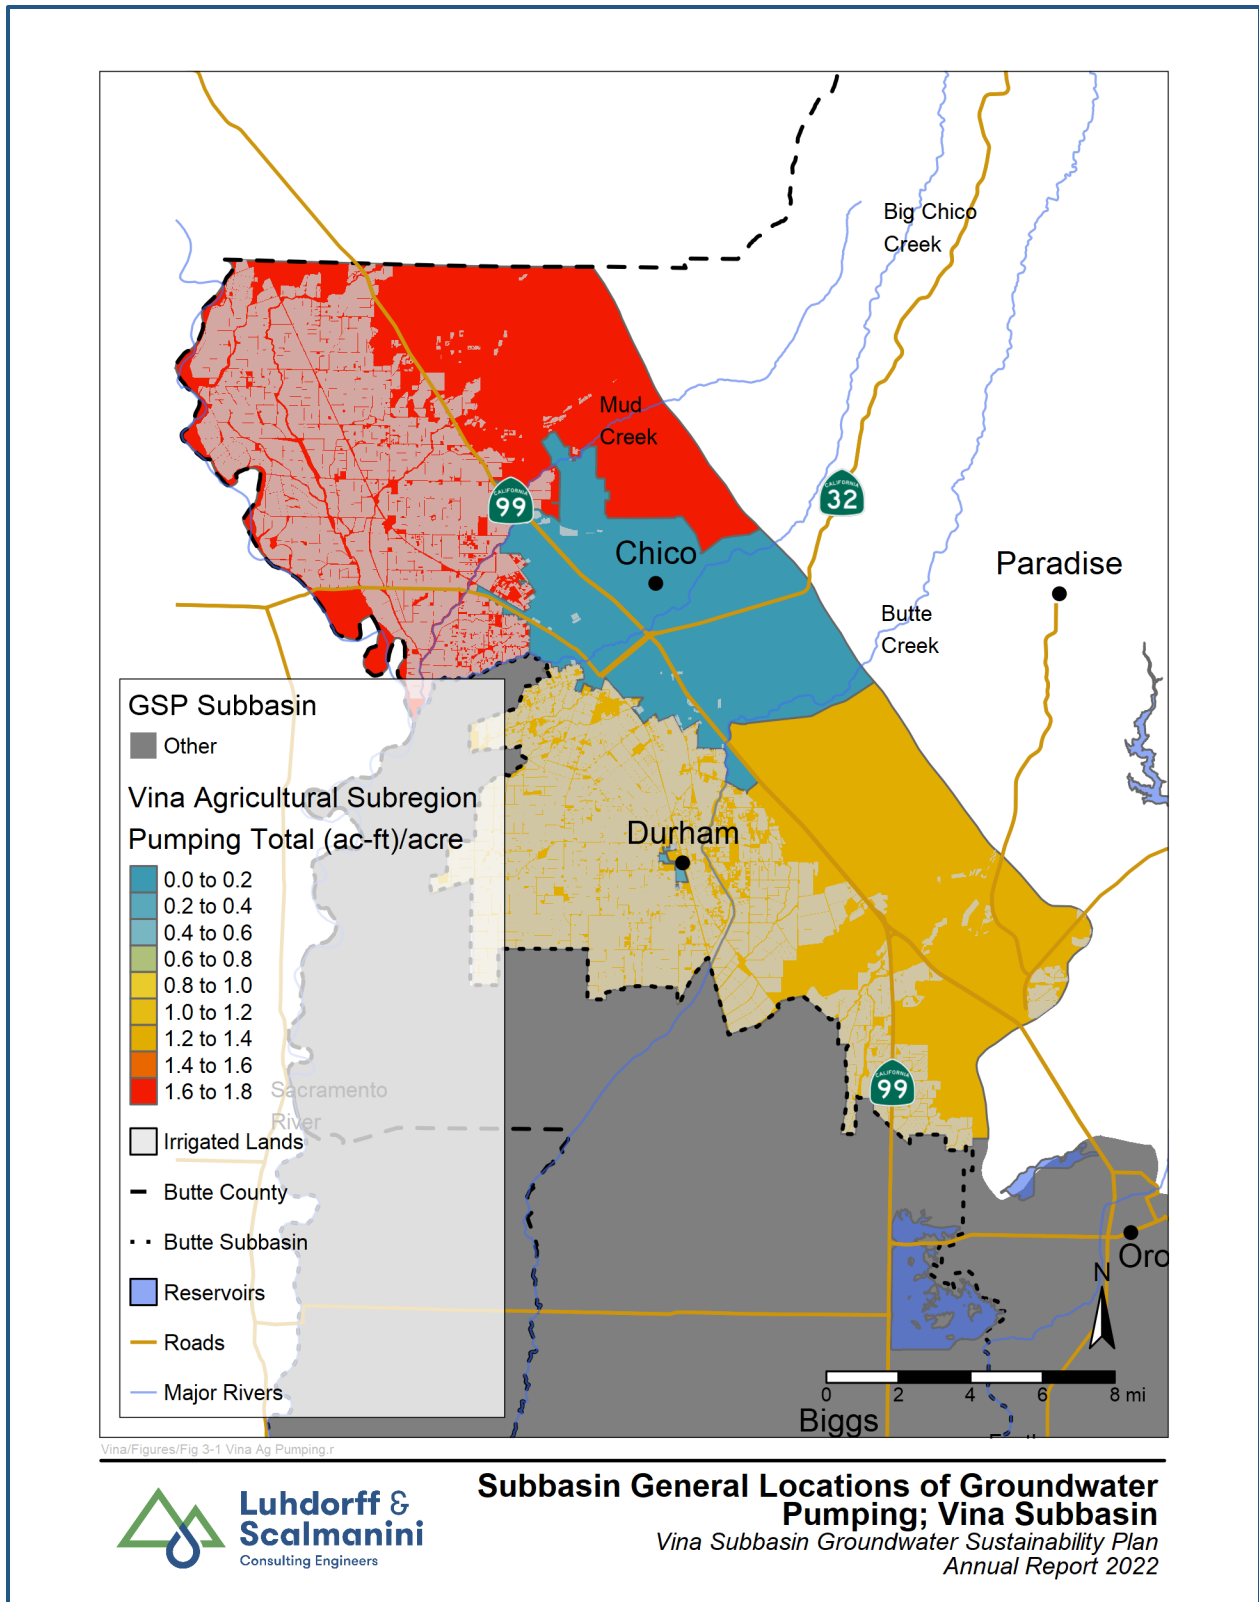 Big Chico
Creek
Mud
Creek
CALIFORNIA
99
CALIFORNIA
32
Chico
Paradise
Butte
Creek
GSP Subbasin
Other
Vina Agricultural Subregion
Pumping Total (ac-ft)/acre
Durham
0.0 to 0.2
0.2 to 0.4
0.4 to 0.6
0.6 to 0.8
0.8 to 1.0
1.0 to 1.2
1.2 to 1.4
1.4 to 1.6
1.6 to 1.8
Sacramento
River
CALIFORNIA
99
Irrigated Lands
Butte County
Butte Subbasin
Reservoirs
Roads
Major Rivers
Oro
N
0 2 4 6 8 mi
Biggs
Vina/Figures/Fig 3-1 Vina Ag Pumping.r
Luhdorff &
Scalmanini
Consulting Engineers
Subbasin General Locations of Groundwater
Pumping; Vina Subbasin
Vina Subbasin Groundwater Sustainability Plan
Annual Report 2022